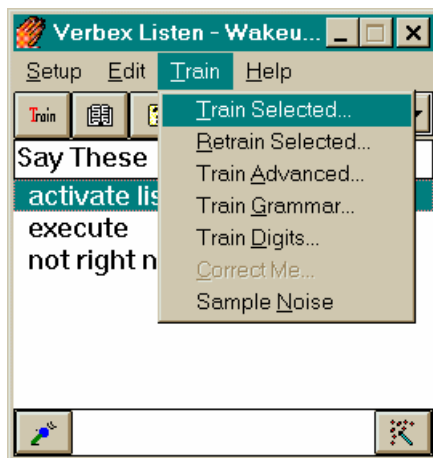 Verbex Listen - Wakeu...
Setup Edit Train Help
Train
Train Selected...
Retrain Selected...
Train Advanced...
Train Grammar...
Train Digits...
Correct Me...
Sample Noise
Say These
activate lis
execute
not right n